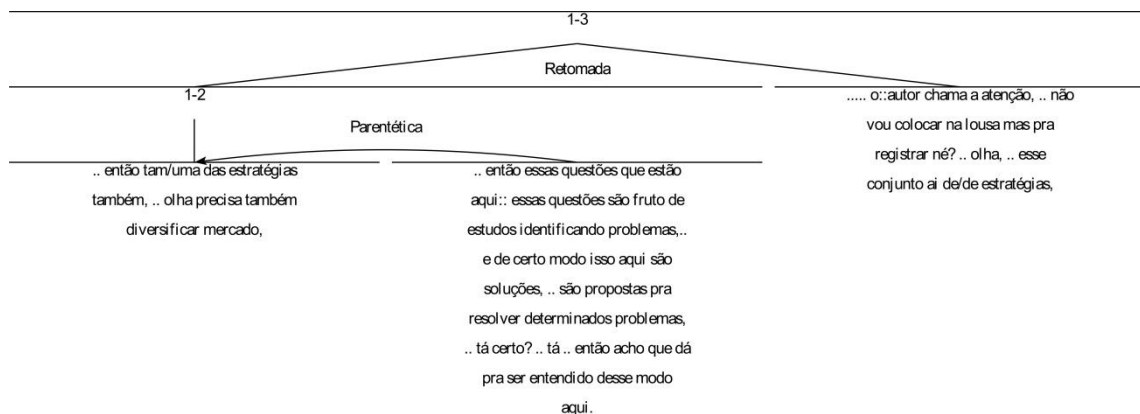 1-3
Retomada
1-2
Parentética
.. então tam/uma das estratégias
também, .. olha precisa também
diversificar mercado,
.. então essas questões que estão
aqui:: essas questões são fruto de
estudos identificando problemas,..
e de certo modo isso aqui são
soluções, .. são propostas pra
resolver determinados problemas,
.. tá certo? .. tá .. então acho que dá
pra ser entendido desse modo
aqui.
..... o::autor chama a atenção, .. não
vou colocar na lousa mas pra
registrar né? .. olha, .. esse
conjunto ai de/de estratégias,